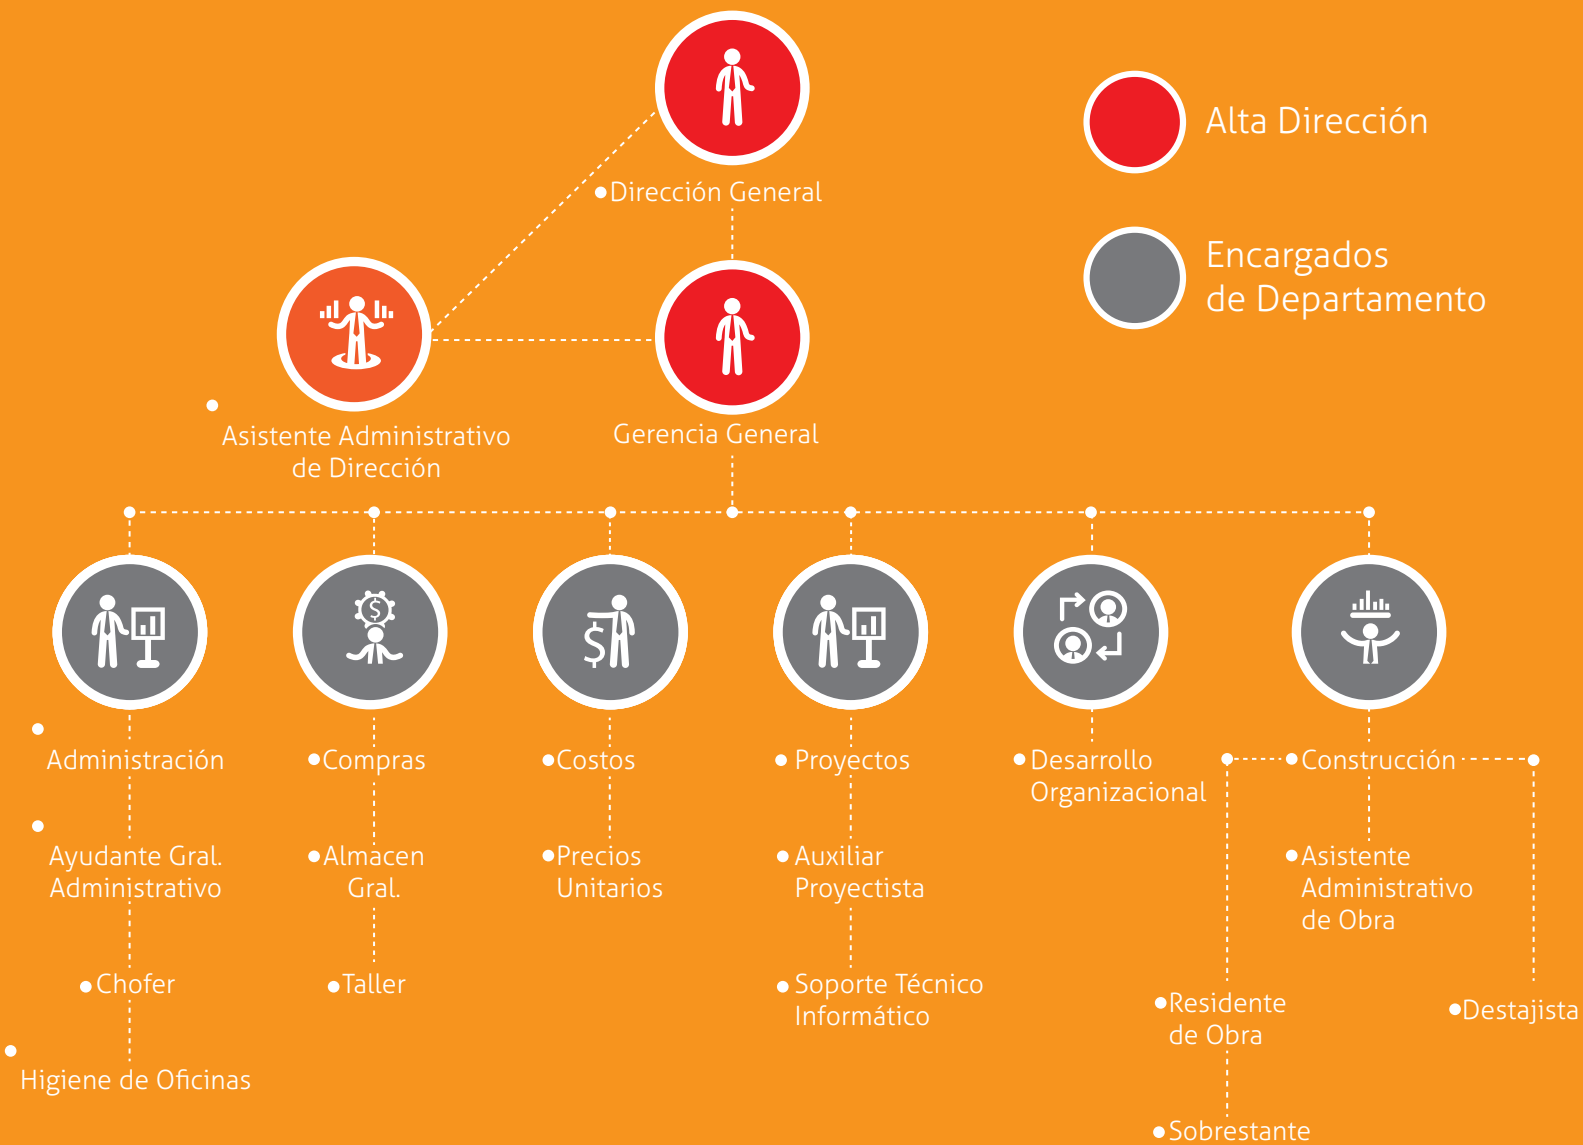 Alta Dirección
•Dirección General
Encargados
de Departamento
Asistente Administrativo
de Dirección
Gerencia General
Administración
•Compras
•Costos
• Proyectos
•Desarrollo
Organizacional
•Construcción
Ayudante Gral.
Administrativo
•Almacen
Gral.
•Precios
Unitarios
• Auxiliar
Proyectista
•Asistente
Administrativo
de Obra
•Chofer
•Taller
• Soporte Técnico
Informático
•Residente
de Obra
•Destajista
Higiene de Oficinas
•Sobrestante